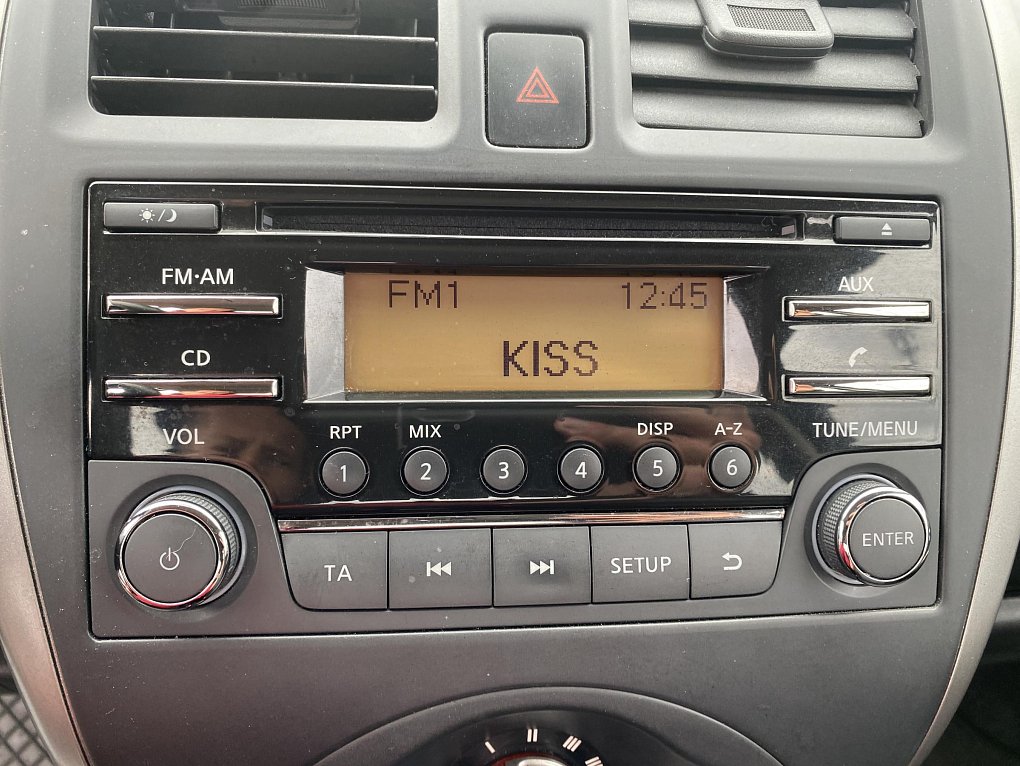 FM·AM
AUX
FM1 12:45
KISS
CD
VOL
RPT MIX DISP A-Z
TUNE/MENU
1 2 3 4 5 6
ENTER
TA SETUP